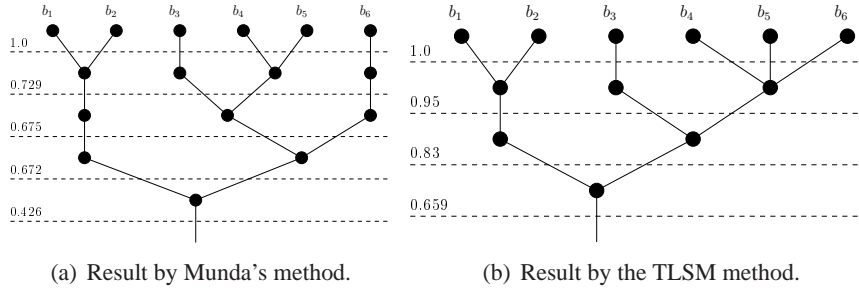 b1 b2 b3 b4 b5 b6
1.0
0.729
0.675
0.672
0.426
(a) Result by Munda's method.
b1 b2 b3 b4 b5 b6
1.0
0.95
0.83
0.659
(b) Result by the TLSM method.